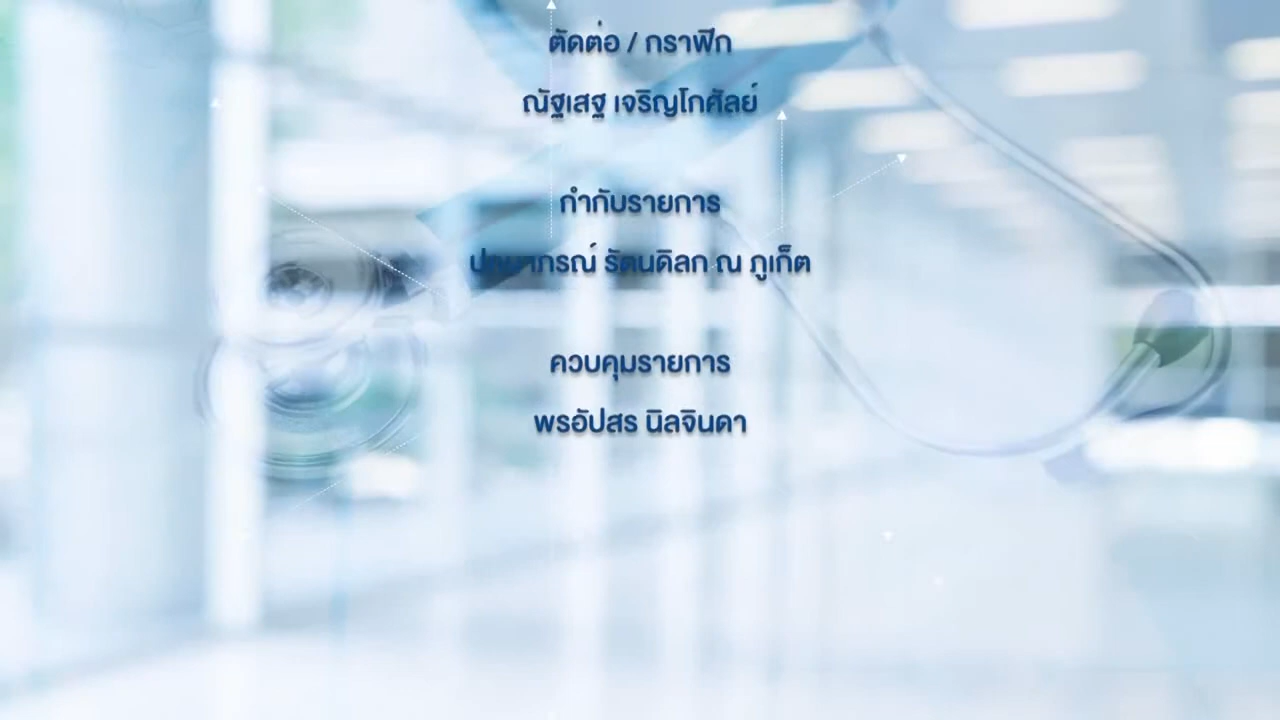 ตัดต่อ / กราฟิก
ณัฐเสฐ เจริญโกศัลย์
กำกับรายการ
รัตนดิลก ณ ภูเก็ต
ควบคุมรายการ
พรอัปสร นิลจินดา